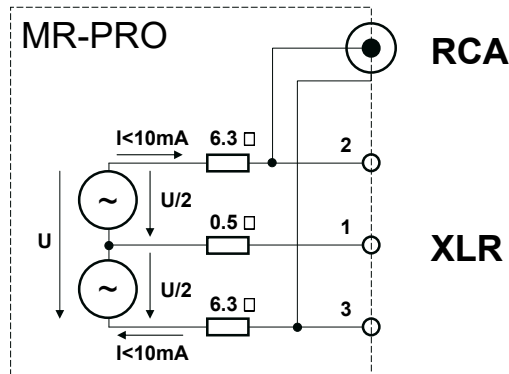 MR-PRO
RCA
I<10mA
6.3 □
2
~
U/2
0.5 □
1
U
XLR
~
U/2
6.3 □
3
I<10mA